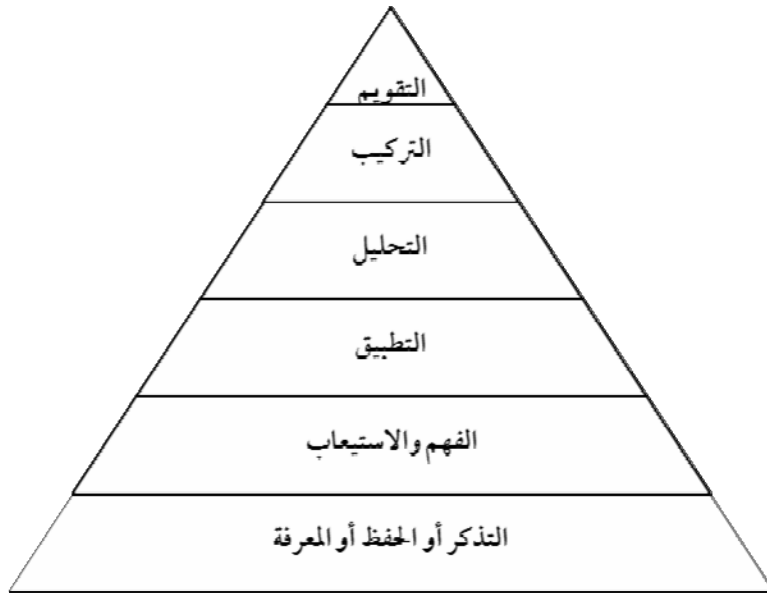 التقويم
التركيب
التحليل
التطبيق
الفهم والاستيعاب
التذكر أو الحفظ أو المعرفة